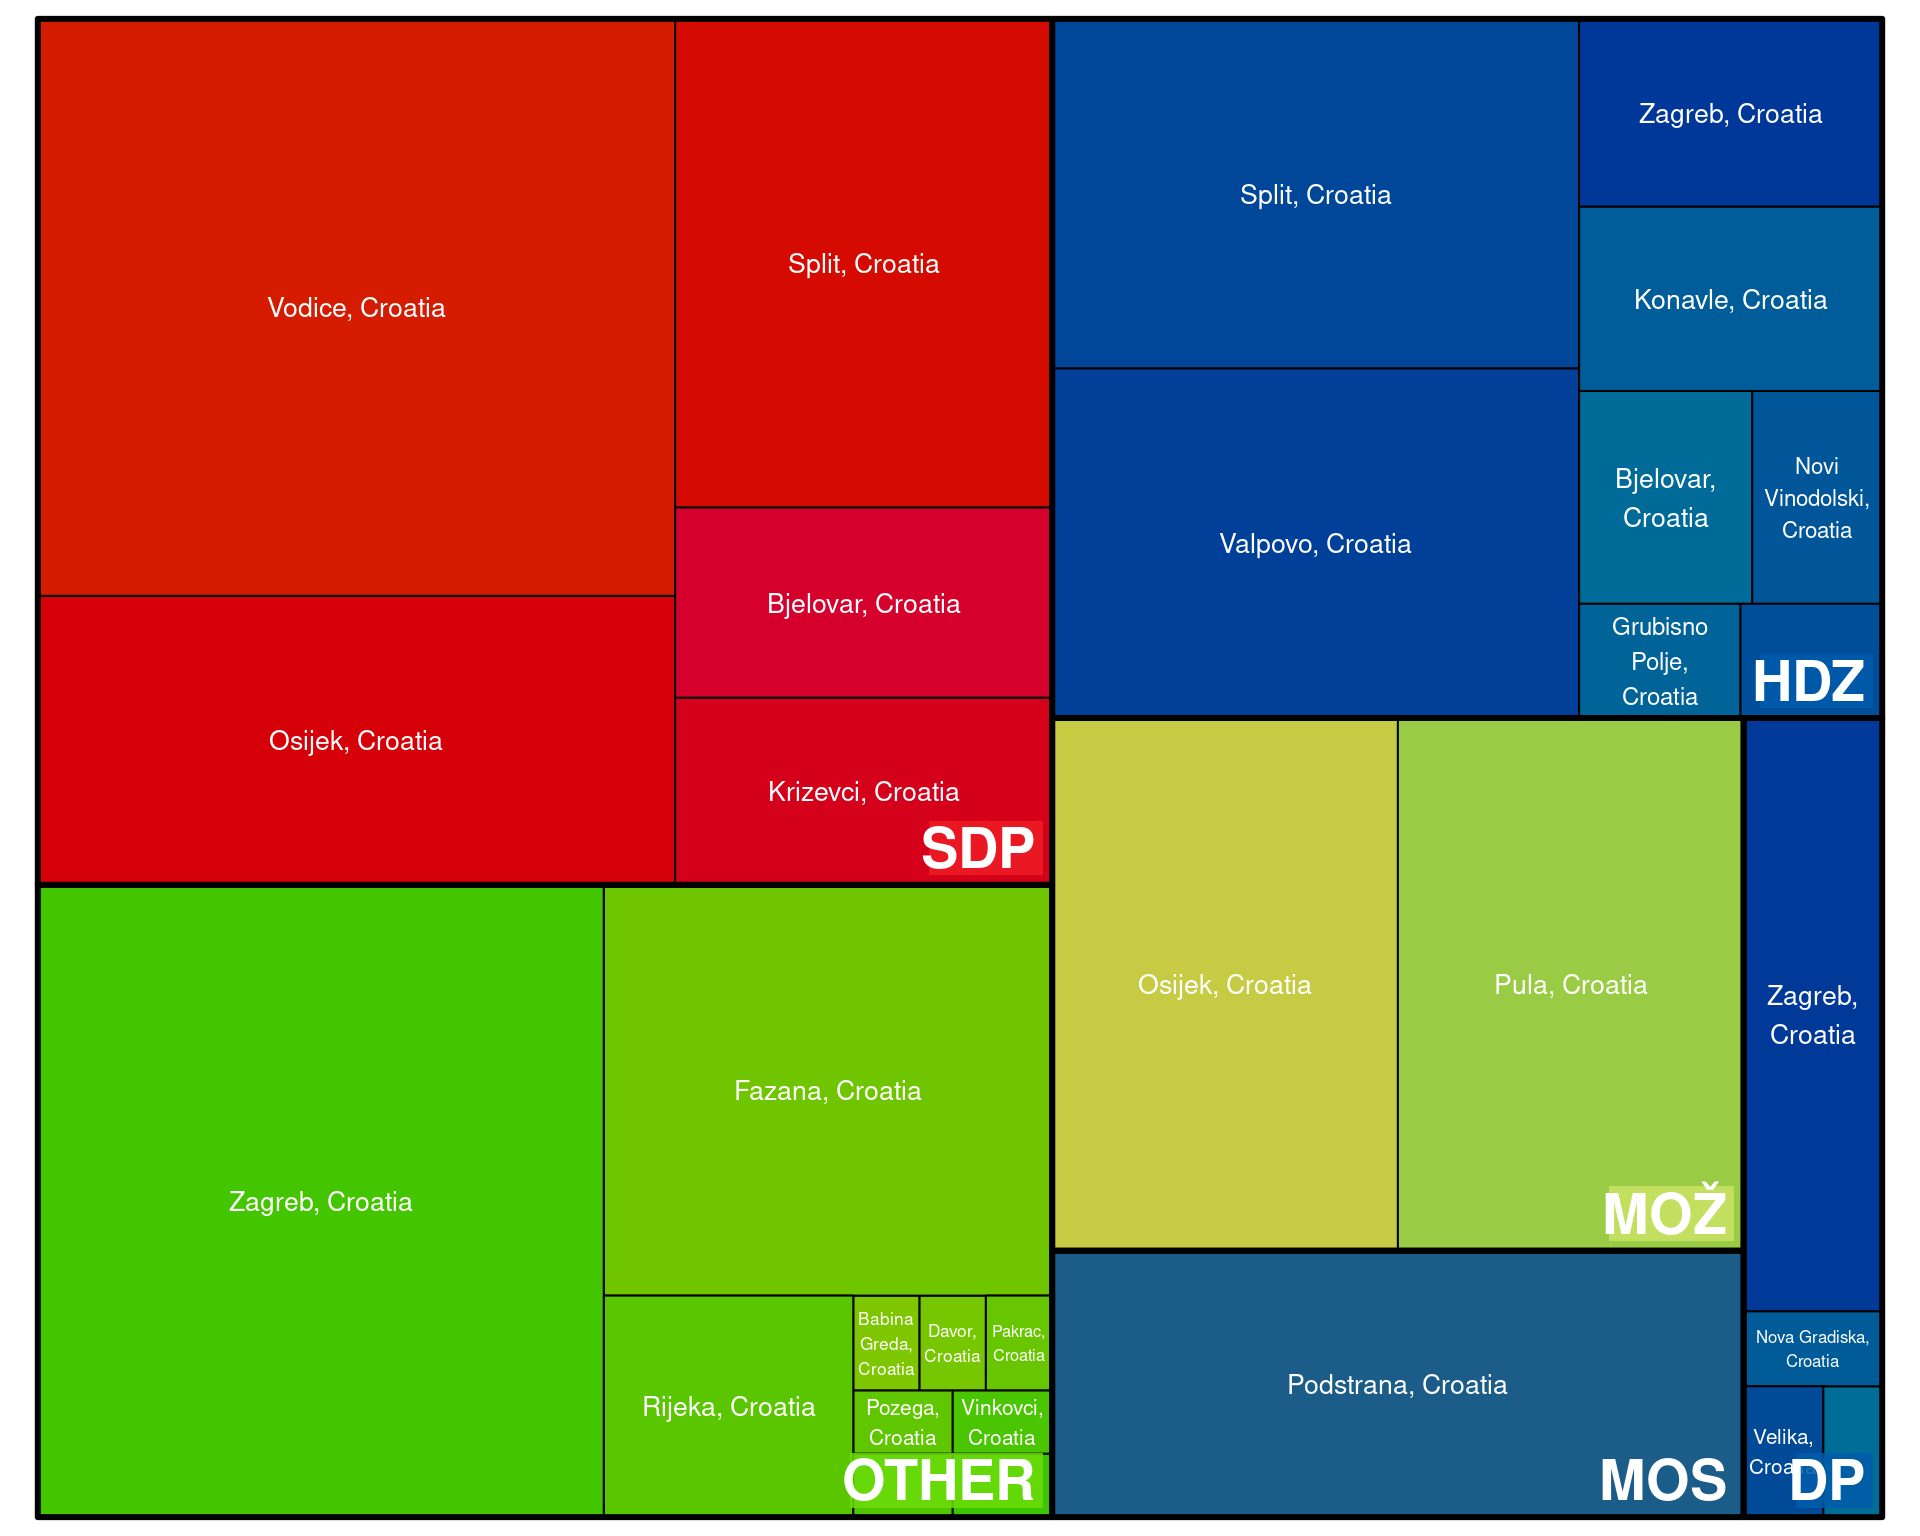 Vodice, Croatia
Split, Croatia
Osijek, Croatia
Bjelovar, Croatia
Krizevci, Croatia
SDP
Split, Croatia
Zagreb, Croatia
Konavle, Croatia
Valpovo, Croatia
Bjelovar,
Croatia
Novi
Vinodolski,
Croatia
Grubisno
Polje,
Croatia
HDZ
Zagreb, Croatia
Fazana, Croatia
Rijeka, Croatia
Babina
Greda,
Croatia
Davor,
Croatia
Pakrac,
Croatia
Pozega,
Croatia
Vinkovci,
Croatia
OTHER
Osijek, Croatia
Pula, Croatia
MOŽ
Podstrana, Croatia
MOS
Zagreb,
Croatia
Nova Gradiska,
Croatia
Velika,
Croatia
DP